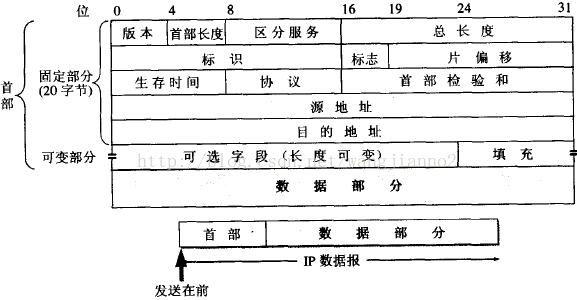 位 0 4 8 16 19 24 31
版本 首部长度 区分服务 总长度
标识 标志 片偏移
生存时间 协议 首部检验和
源地址
目的地址
可选字段(长度可变) 填充
数据部分
首部
固定部分
(20字节)
可变部分
http://blog.csdn.net/wangjianno2
首部 数据部分
IP 数据报
发送在前